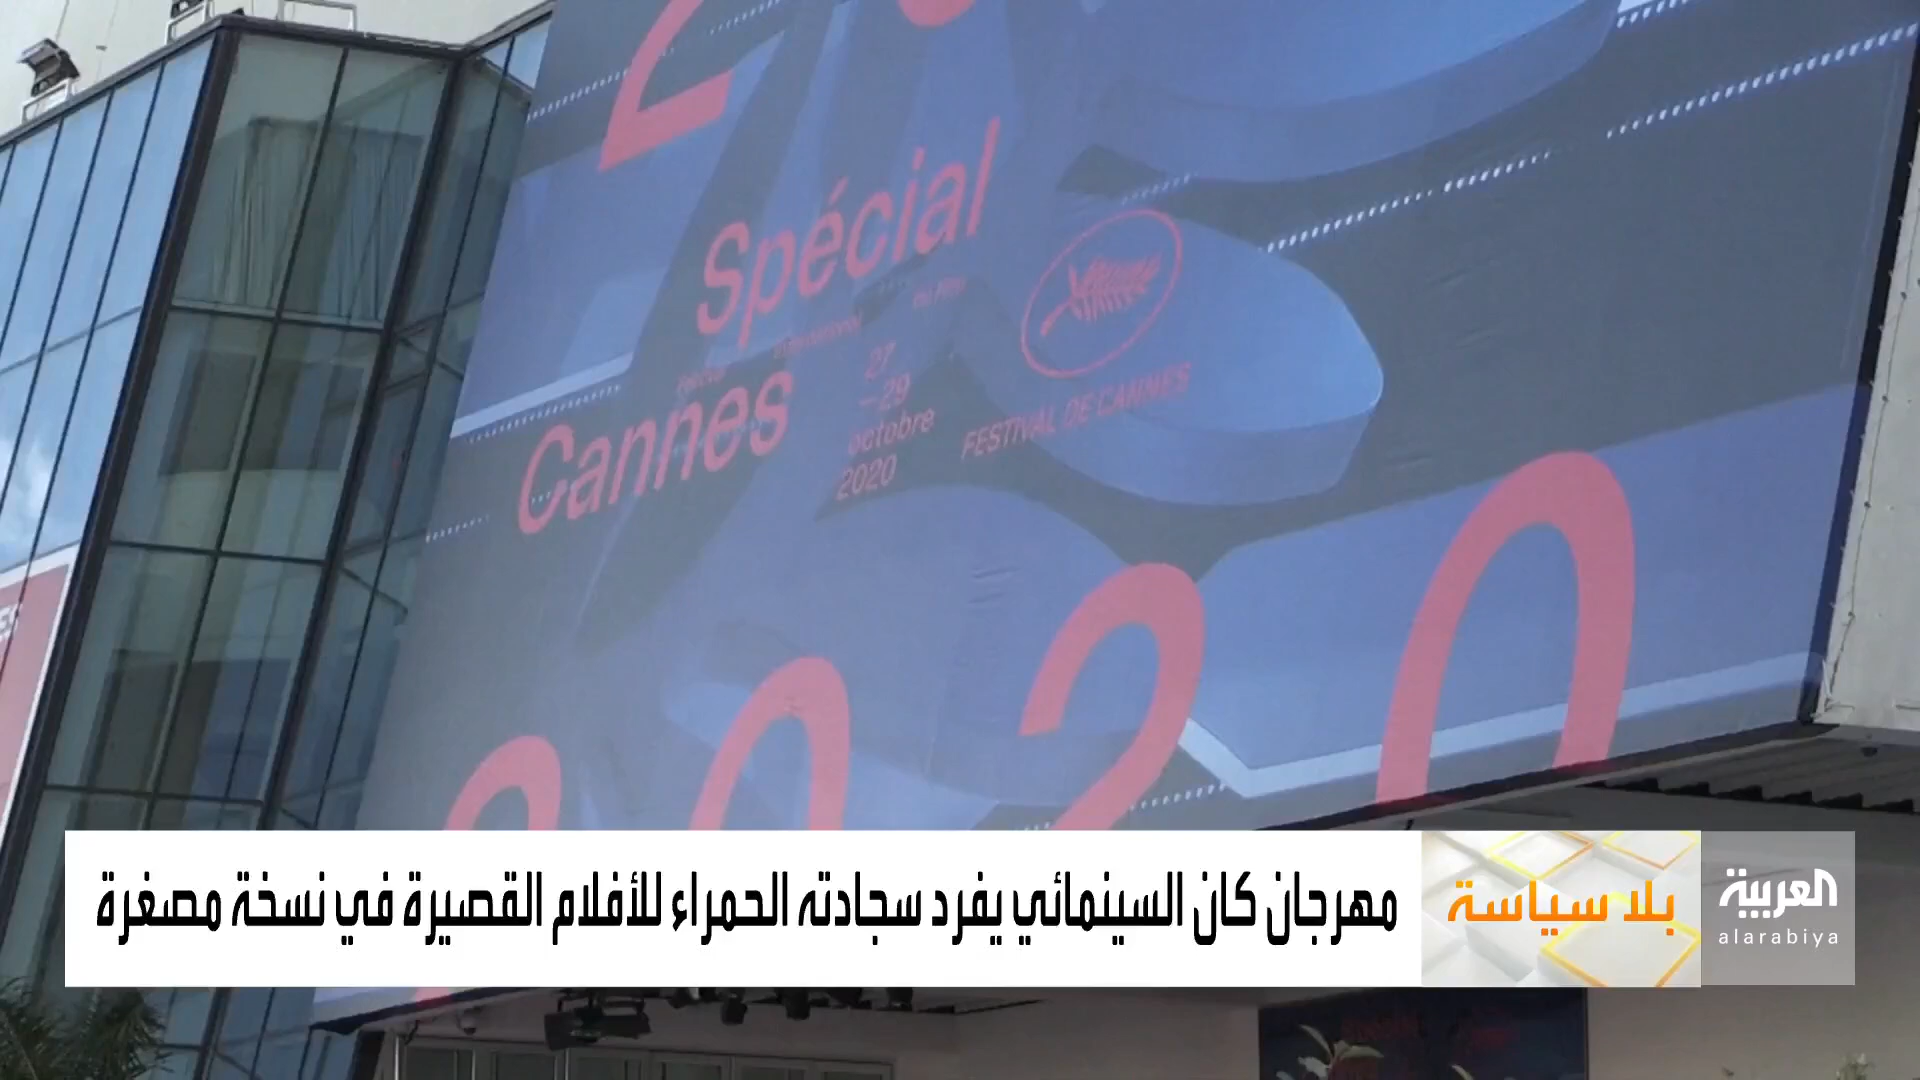 Spécial
Cannes
27
–29
octobre
2020
FESTIVAL DE CANNES
2020
مهرجان كان السينمائي يفرد سجادته الحمراء للأفلام القصيرة في نسخة مصغرة
بلا سياسة
العربية
alarabiya